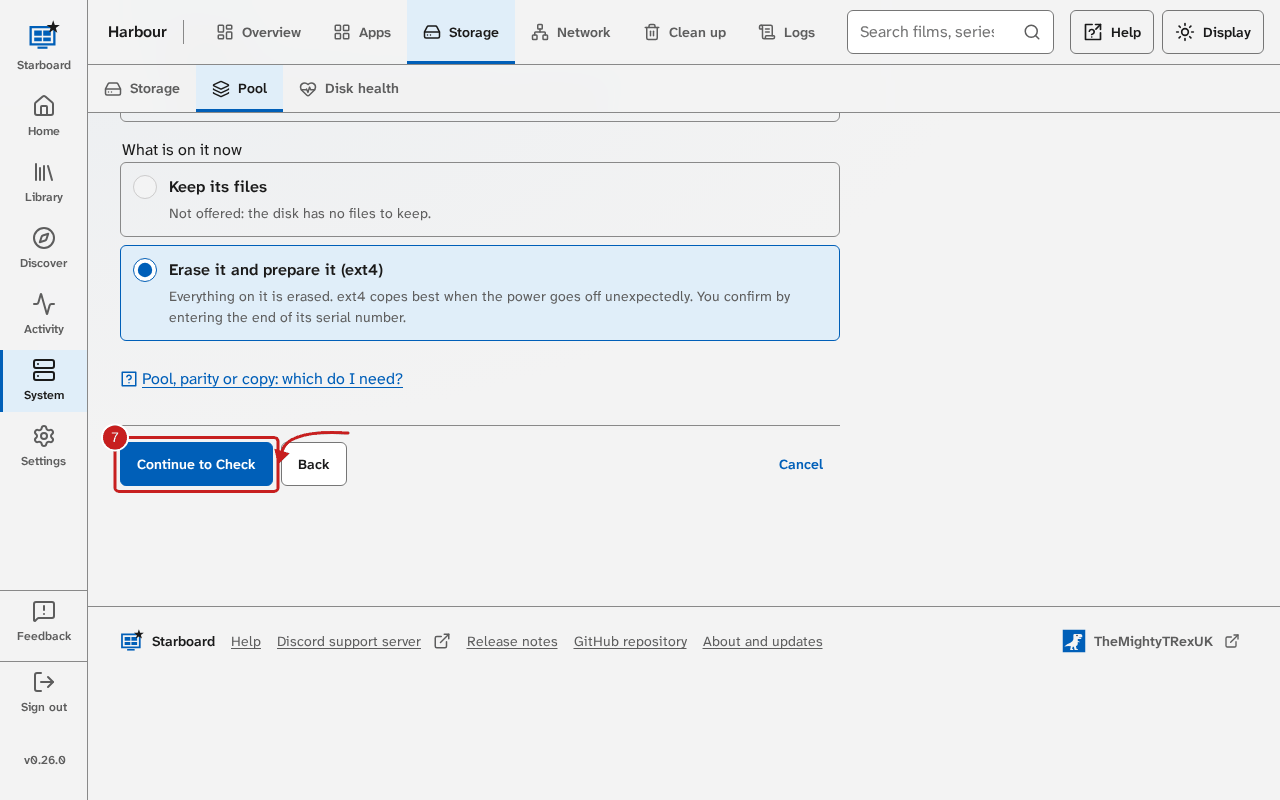 Starboard
Home
Library
Discover
Activity
System
Settings
Feedback
Sign out
v0.26.0
Harbour
Overview
Apps
Storage
Network
Clean up
Logs
Search films, series
Help
Display
Storage
Pool
Disk health
What is on it now
Keep its files
Not offered: the disk has no files to keep.
Erase it and prepare it (ext4)
Everything on it is erased. ext4 copes best when the power goes off unexpectedly. You confirm by
entering the end of its serial number.
Pool, parity or copy: which do I need?
7
Continue to Check
Back
Cancel
Starboard
Help
Discord support server
Release notes
GitHub repository
About and updates
TheMightyTRexUK